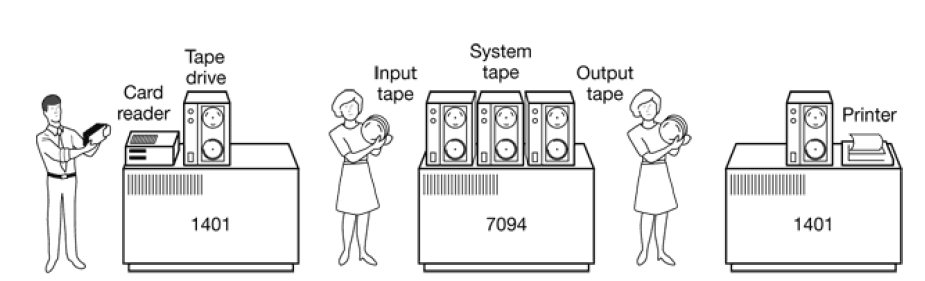 Tape
drive
Card
reader
1401
Input
tape
System
tape
Output
tape
7094
Printer
1401